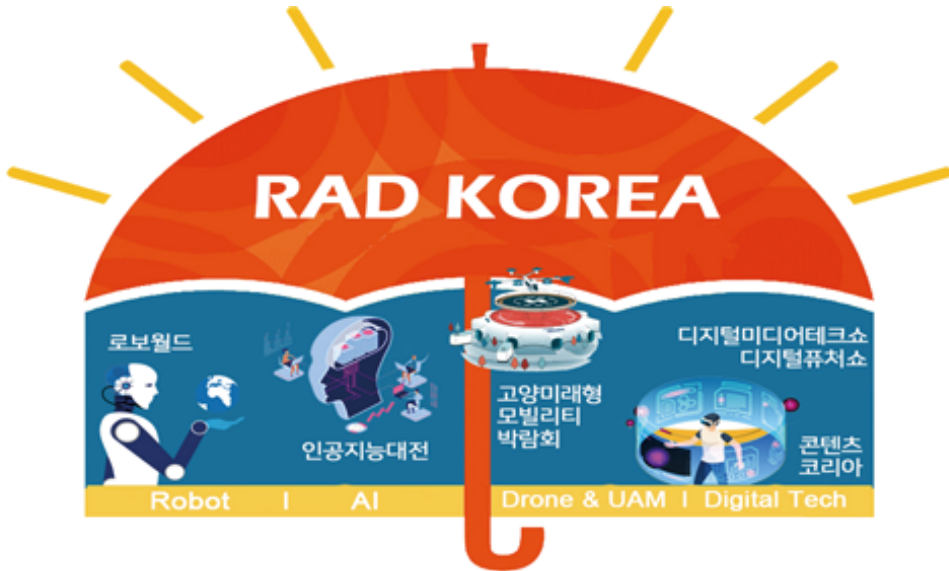 RAD KOREA
로보월드
인공지능대전
고양미래형
모빌리티
박람회
디지털미디어테크쇼
디지털퓨처쇼
콘텐츠
코리아
Robot I AI Drone & UAM I Digital Tech